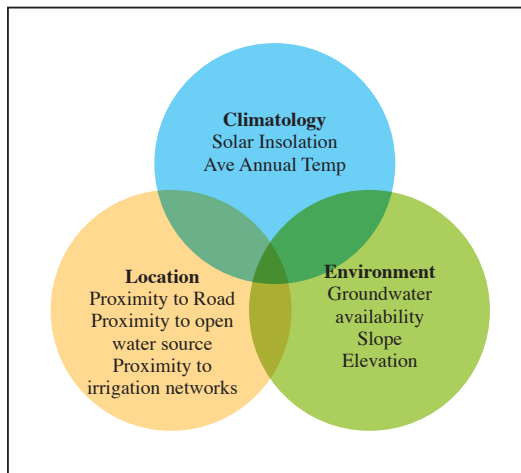 Climatology
Solar Insolation
Ave Annual Temp
Location
Proximity to Road
Proximity to open
water source
Proximity to
irrigation networks
Environment
Groundwater
availability
Slope
Elevation